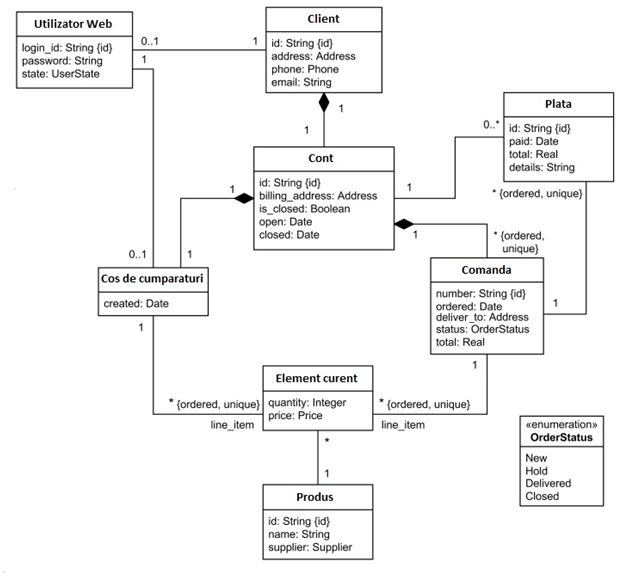 Utilizator Web
login_id: String {id}
password: String
state: UserState
0..1
1
1
Client
id: String {id}
address: Address
phone: Phone
email: String
1
1
Plata
id: String {id}
paid: Date
total: Real
details: String
0..*
1
* {ordered, unique}
Cont
id: String {id}
billing_address: Address
is_closed: Boolean
open: Date
closed: Date
1
1
* {ordered,
unique}
0..1
1
Cos de cumparaturi
created: Date
1
Comanda
number: String {id}
ordered: Date
deliver_to: Address
status: OrderStatus
total: Real
1
1
Element curent
quantity: Integer
price: Price
* {ordered, unique}
line_item
* {ordered, unique}
line_item
*
1
Produs
id: String {id}
name: String
supplier: Supplier
«enumeration»
OrderStatus
New
Hold
Delivered
Closed